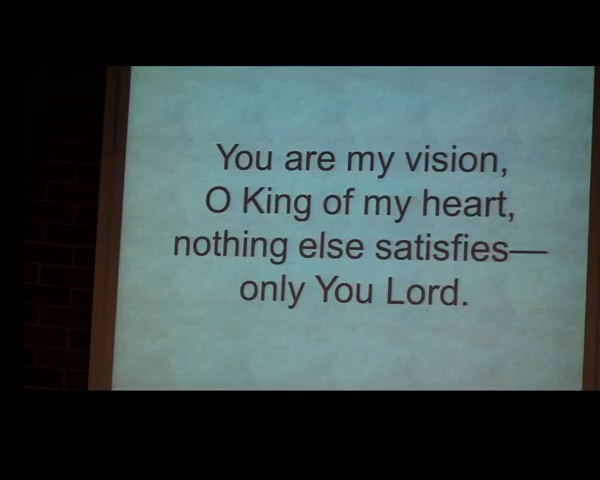 You are my vision,
O King of my heart,
nothing else satisfies—
only You Lord.